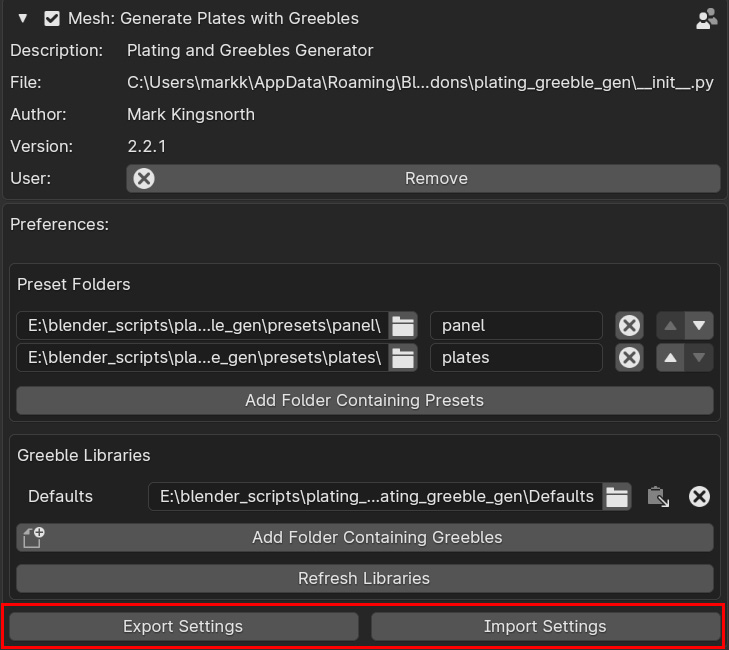 Mesh: Generate Plates with Greebles
Description: Plating and Greebles Generator
File: C:\Users\markk\AppData\Roaming\Bl...dons\plating_greeble_gen\__init__.py
Author: Mark Kingsnorth
Version: 2.2.1
User: Remove
Preferences:
Preset Folders
E:\blender_scripts\pla...le_gen\presets\panel\ panel
E:\blender_scripts\pla...e_gen\presets\plates\ plates
Add Folder Containing Presets
Greeble Libraries
Defaults E:\blender_scripts\plating_...ating_greeble_gen\Defaults
Add Folder Containing Greebles
Refresh Libraries
Export Settings Import Settings